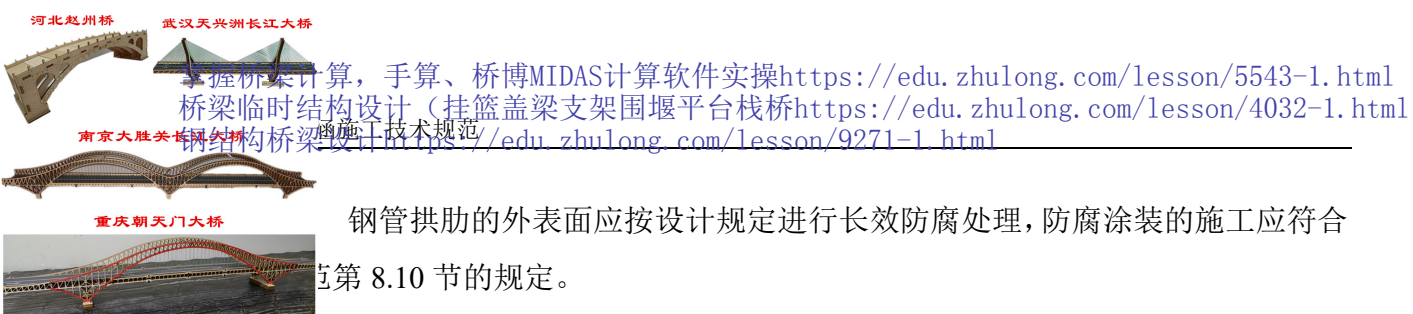 河北赵州桥
武汉天兴洲长江大桥
掌握桥梁计算，手算、桥博MIDAS计算软件实操https://edu.zhulong.com/lesson/5543-1.html
桥梁临时结构设计（挂篮盖梁支架围堰平台栈桥https://edu.zhulong.com/lesson/4032-1.html
钢结构桥梁设计https://edu.zhulong.com/lesson/9271-1.html
涵施工技术规范
南京大胜关长江大桥
钢管拱肋的外表面应按设计规定进行长效防腐处理，防腐涂装的施工应符合
重庆朝天门大桥
第 8.10 节的规定。